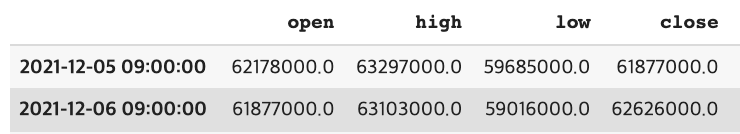 open high low close
2021-12-05 09:00:00 62178000.0 63297000.0 59685000.0 61877000.0
2021-12-06 09:00:00 61877000.0 63103000.0 59016000.0 62626000.0